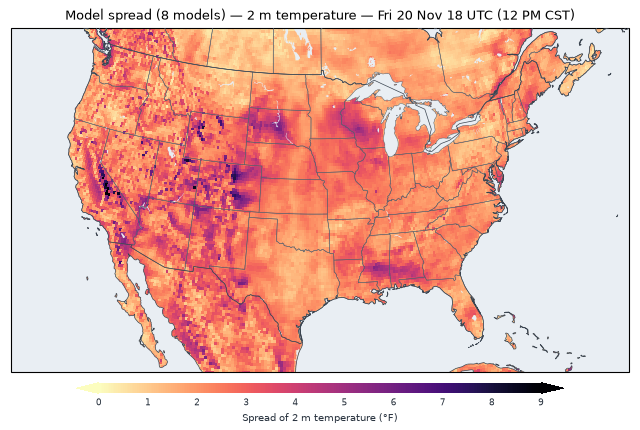 Model spread (8 models) — 2 m temperature — Fri 20 Nov 18 UTC (12 PM CST)
0 1 2 3 4 5 6 7 8 9
Spread of 2 m temperature (°F)